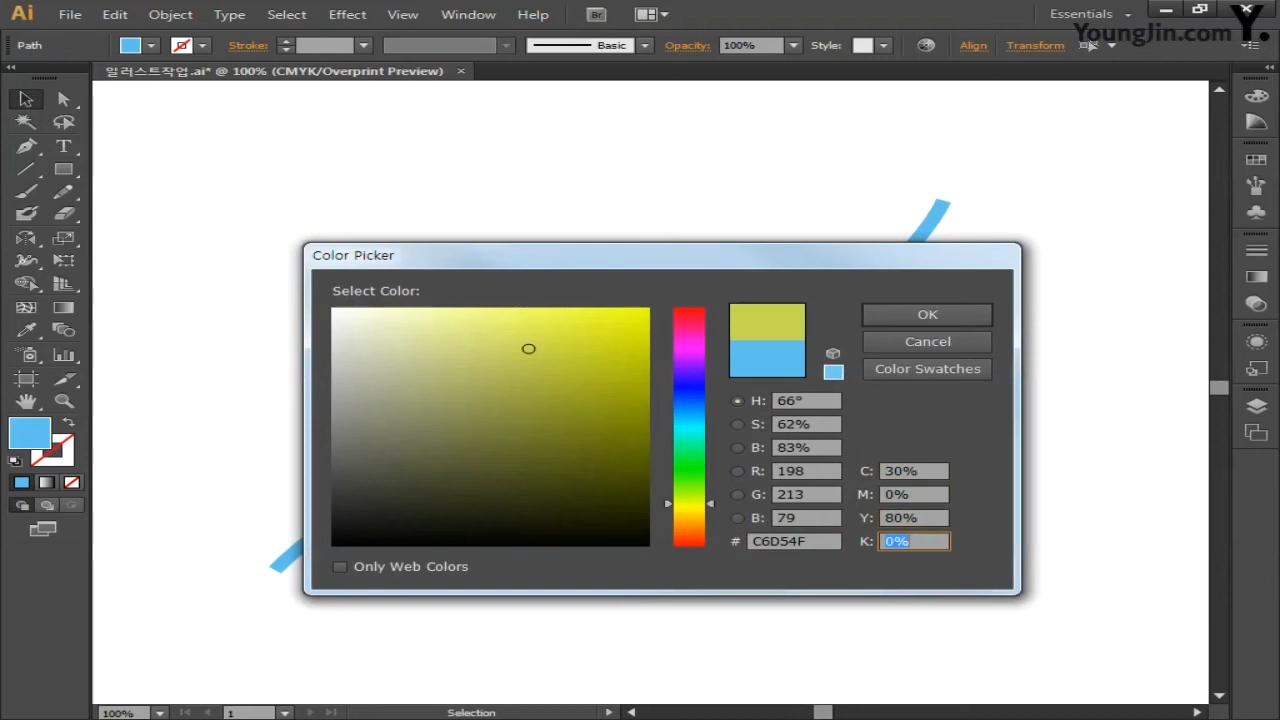 Ai File Edit Object Type Select Effect View Window Help Br Essentials
YoungJin.com Y.
Path Stroke: Basic Opacity: 100% Style: Align Transform
일러스트작업.ai* @ 100% (CMYK/Overprint Preview) ×
T
Color Picker
Select Color:
OK
Cancel
Color Swatches
H: 66°
S: 62%
B: 83%
R: 198 C: 30%
G: 213 M: 0%
B: 79 Y: 80%
# C6D54F K: 0%
Only Web Colors
100% 1 Selection